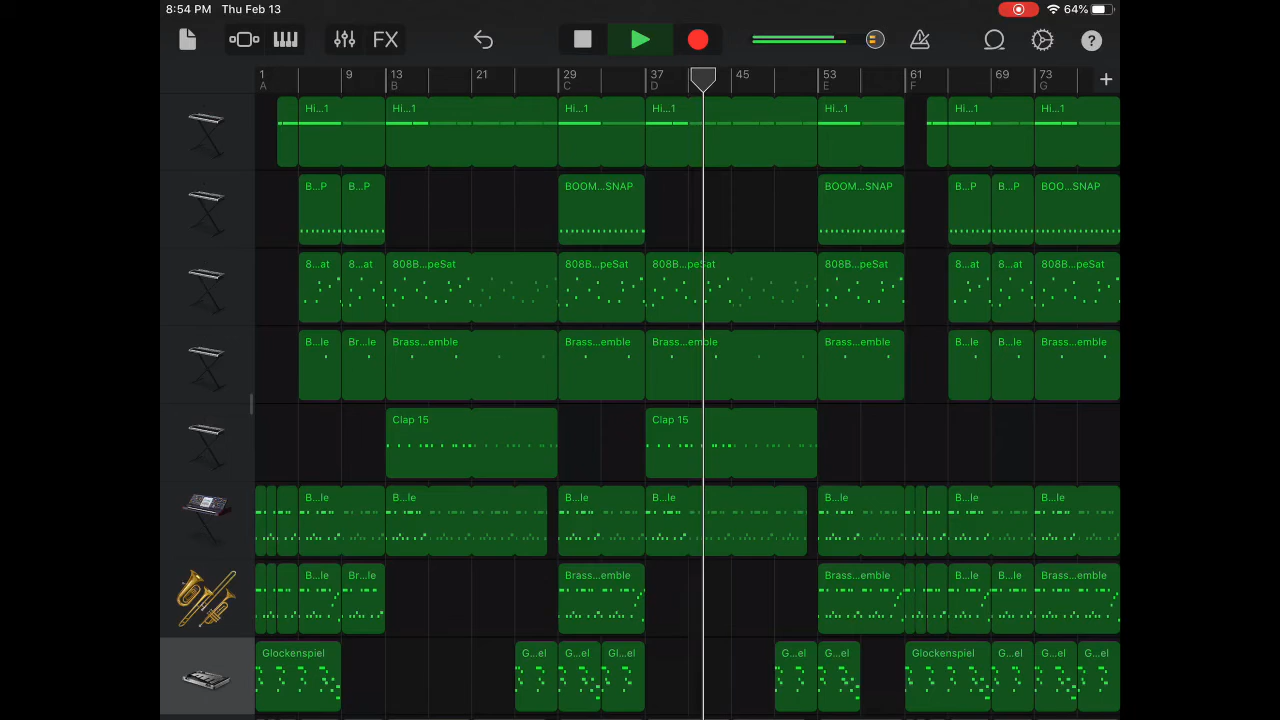 8:54 PM Thu Feb 13 64%
FX ?
1 9 13 21 29 37 45 53 61 69 73 +
A B C D E F G
Hi...1 Hi...1 Hi...1 Hi...1 Hi...1 Hi...1 Hi...1
B...P B...P BOOM...SNAP BOOM...SNAP B...P B...P BOO...SNAP
8...at 8...at 808B...peSat 808B...peSat 808B...peSat 808B...peSat 8...at 8...at 808B...peSat
B...le Br...le Brass...emble Brass...emble Brass...emble Brass...emble B...le B...le Brass...emble
Clap 15 Clap 15
B...le B...le B...le B...le B...le B...le B...le
B...le Br...le Brass...emble Brass...emble B...le B...le Brass...emble
Glockenspiel G...el G...el Gl...el G...el G...el Glockenspiel G...el G...el G...el